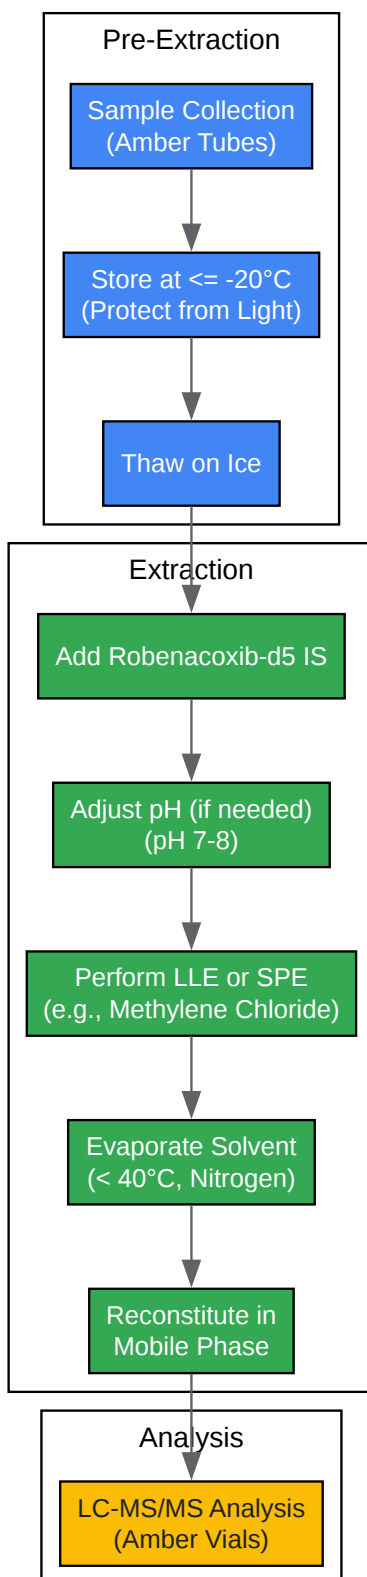 Pre-Extraction
Sample Collection
(Amber Tubes)
Store at <= -20°C
(Protect from Light)
Thaw on Ice
Extraction
Add Robenacoxib-d5 IS
Adjust pH (if needed)
(pH 7-8)
Perform LLE or SPE
(e.g., Methylene Chloride)
Evaporate Solvent
(< 40°C, Nitrogen)
Reconstitute in
Mobile Phase
Analysis
LC-MS/MS Analysis
(Amber Vials)